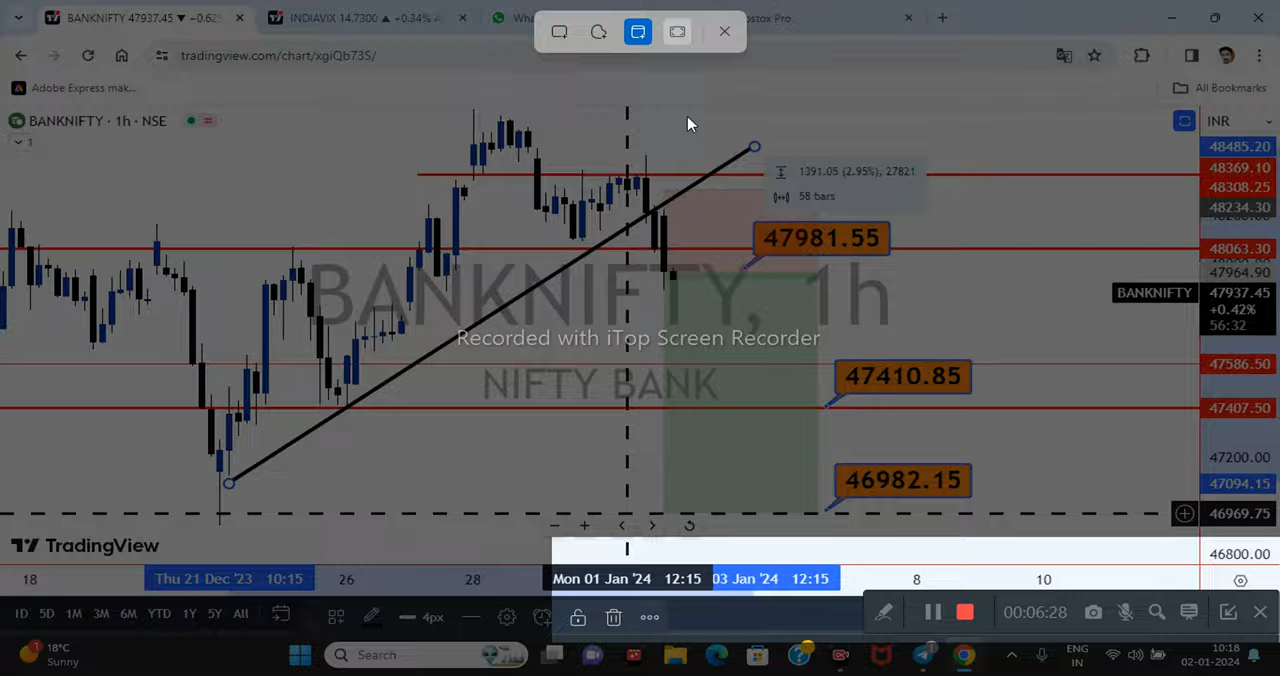 BANKNIFTY 47937.45 ▼ −0.62%
INDIAVIX 14.7300 ▲ +0.34%
Wha
ostox Pro
tradingview.com/chart/xgiQb73S/
Adobe Express mak...
All Bookmarks
BANKNIFTY · 1h · NSE
1
INR
48485.20
48369.10
48308.25
48234.30
48063.30
47964.90
BANKNIFTY
47937.45
+0.42%
56:32
47586.50
47407.50
47200.00
47094.15
46969.75
46800.00
1391.05 (2.95%), 27821
58 bars
47981.55
BANKNIFTY, 1h
Recorded with iTop Screen Recorder
NIFTY BANK
47410.85
46982.15
TradingView
18
Thu 21 Dec '23 10:15
26
28
Mon 01 Jan '24 12:15
03 Jan '24 12:15
8
10
1D 5D 1M 3M 6M YTD 1Y 5Y All
4px
00:06:28
1
18°C
Sunny
Search
ENG
IN
10:18
02-01-2024